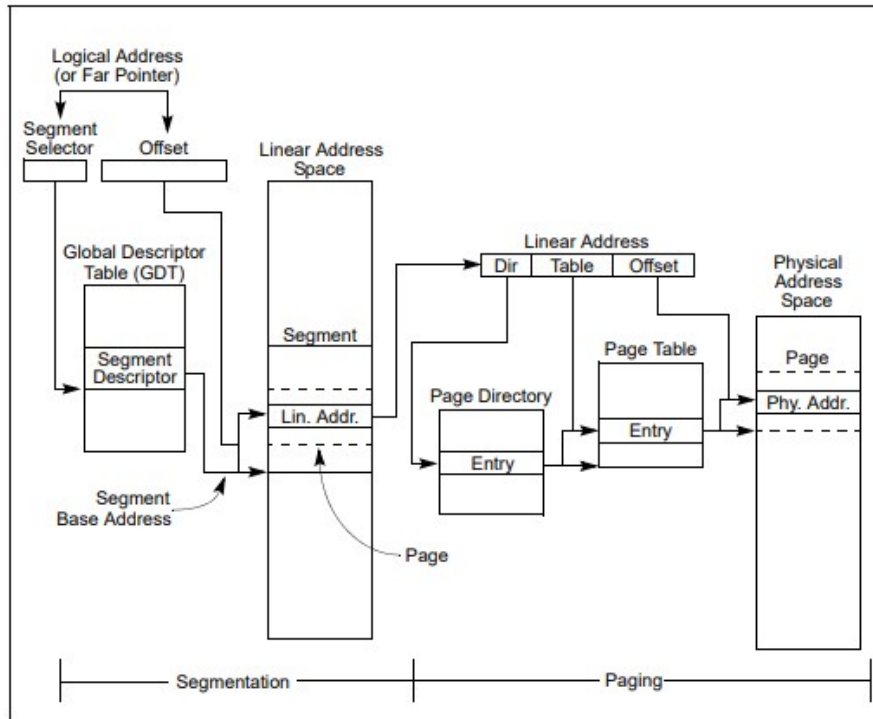 Logical Address
(or Far Pointer)
Segment
Selector
Offset
Linear Address
Space
Global Descriptor
Table (GDT)
Segment
Descriptor
Segment
Lin. Addr.
Segment
Base Address
Page
Linear Address
Dir
Table
Offset
Page Directory
Entry
Page Table
Entry
Physical
Address
Space
Page
Phy. Addr.
Segmentation
Paging